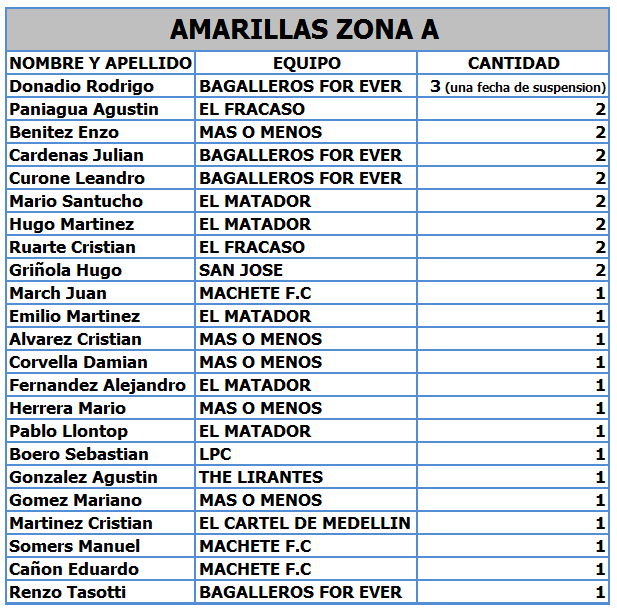 AMARILLAS ZONA A
NOMBRE Y APELLIDO EQUIPO CANTIDAD
Donadio Rodrigo BAGALLEROS FOR EVER 3 (una fecha de suspension)
Paniagua Agustin EL FRACASO 2
Benitez Enzo MAS O MENOS 2
Cardenas Julian BAGALLEROS FOR EVER 2
Curone Leandro BAGALLEROS FOR EVER 2
Mario Santucho EL MATADOR 2
Hugo Martinez EL MATADOR 2
Ruarte Cristian EL FRACASO 2
Griñola Hugo SAN JOSE 2
March Juan MACHETE F.C 1
Emilio Martinez EL MATADOR 1
Alvarez Cristian MAS O MENOS 1
Corvella Damian MAS O MENOS 1
Fernandez Alejandro EL MATADOR 1
Herrera Mario MAS O MENOS 1
Pablo Llontop EL MATADOR 1
Boero Sebastian LPC 1
Gonzalez Agustin THE LIRANTES 1
Gomez Mariano MAS O MENOS 1
Martinez Cristian EL CARTEL DE MEDELLIN 1
Somers Manuel MACHETE F.C 1
Cañon Eduardo MACHETE F.C 1
Renzo Tasotti BAGALLEROS FOR EVER 1